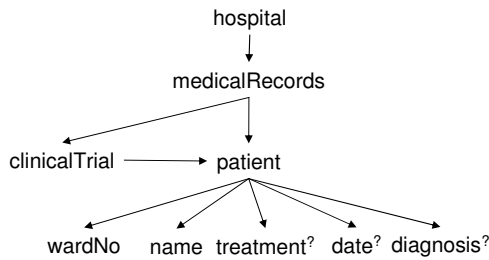 hospital
medicalRecords
clinicalTrial
patient
wardNo name treatment? date? diagnosis?